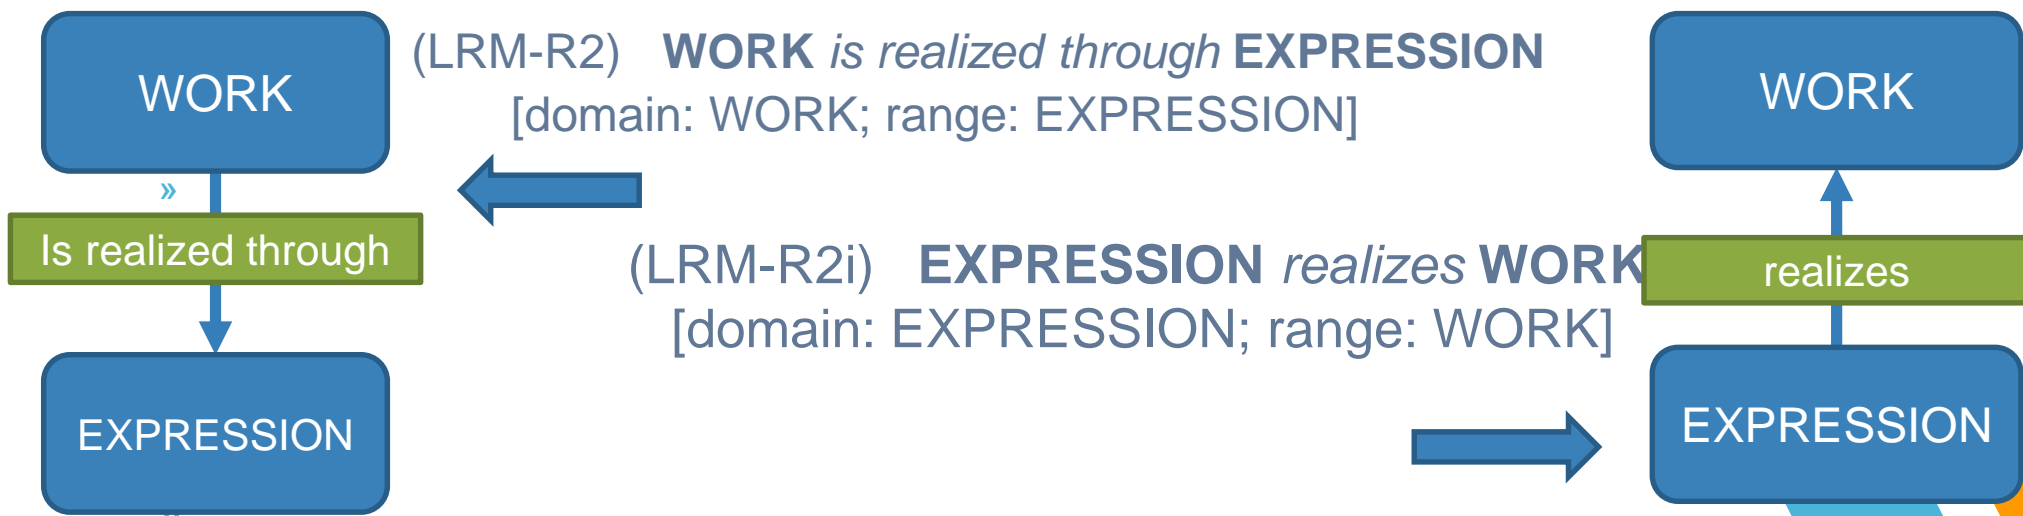 WORK
»
Is realized through
EXPRESSION
(LRM-R2) WORK is realized through EXPRESSION
[domain: WORK; range: EXPRESSION]
(LRM-R2i) EXPRESSION realizes WORK
[domain: EXPRESSION; range: WORK]
WORK
realizes
EXPRESSION